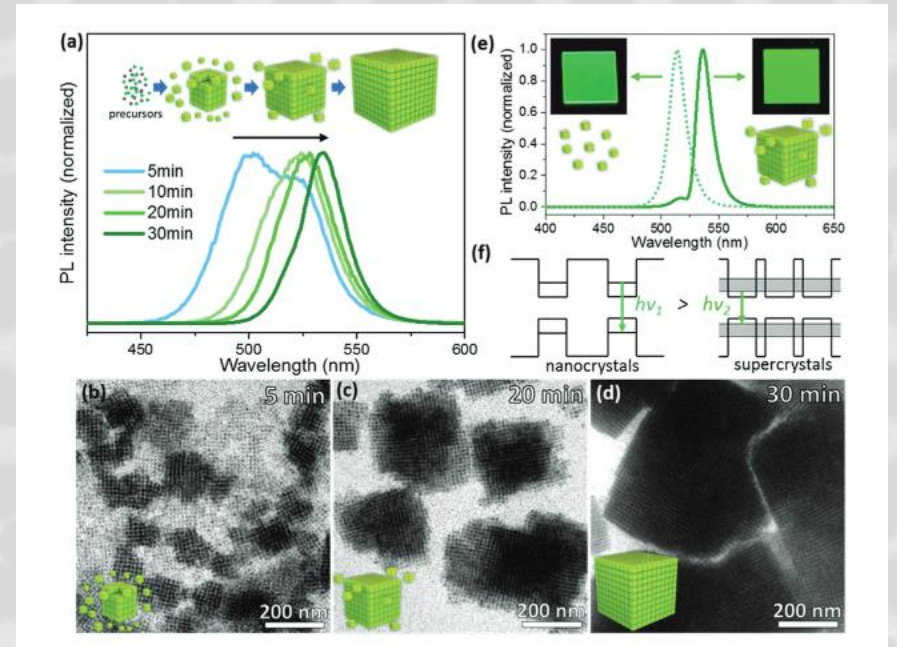 (a)
PL intensity (normalized)
precursors
5min
10min
20min
30min
450 500 550 600
Wavelength (nm)
(e)
PL intensity (normalized)
1.0
0.8
0.6
0.4
0.2
0.0
400 450 500 550 600 650
Wavelength (nm)
(f)
hν1 > hν2
nanocrystals supercrystals
(b) 5 min
200 nm
(c) 20 min
200 nm
(d) 30 min
200 nm